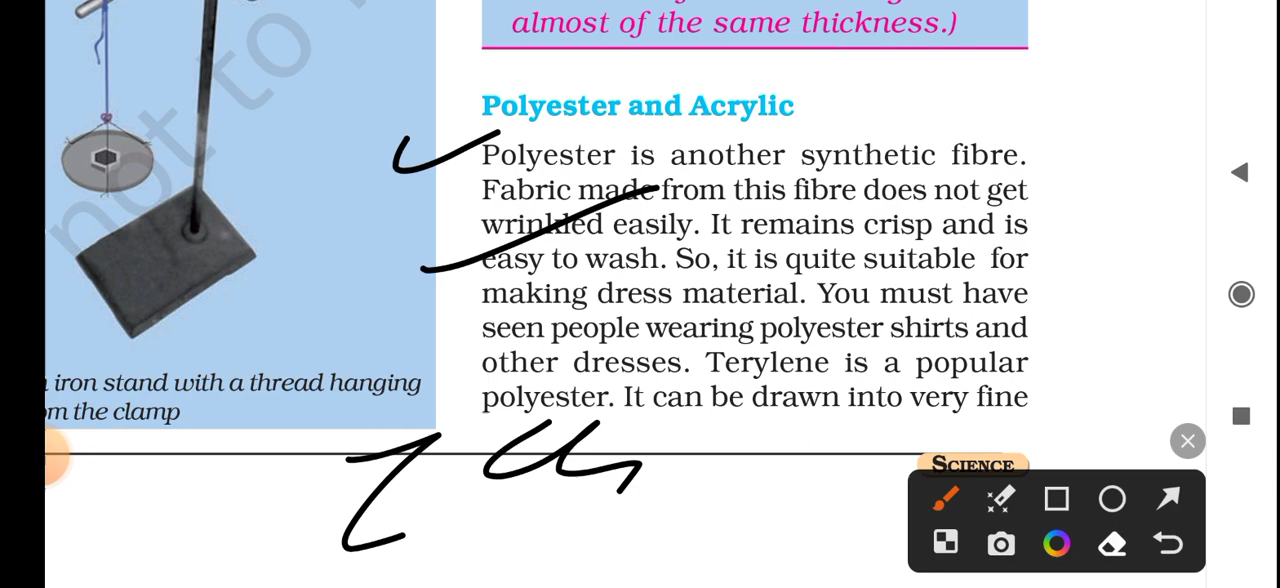 almost of the same thickness.)
not to
iron stand with a thread hanging
om the clamp
Polyester and Acrylic
Polyester is another synthetic fibre.
Fabric made from this fibre does not get
wrinkled easily. It remains crisp and is
easy to wash. So, it is quite suitable for
making dress material. You must have
seen people wearing polyester shirts and
other dresses. Terylene is a popular
polyester. It can be drawn into very fine
SCIENCE